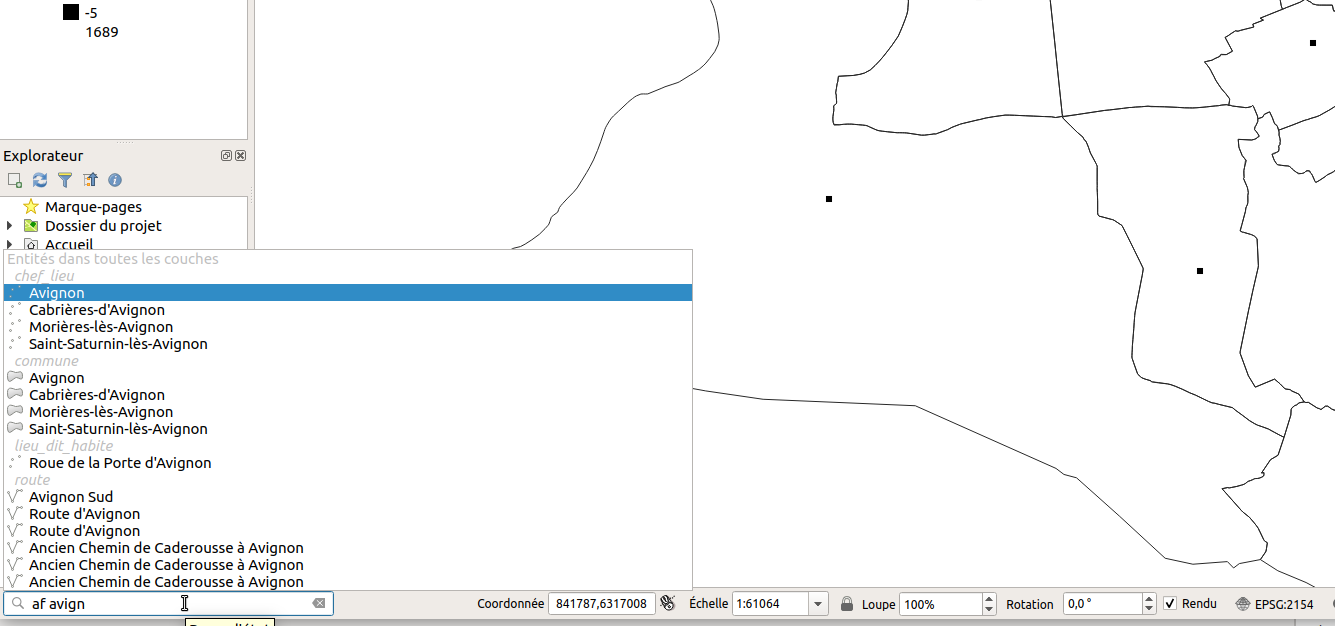 -5
1689
Explorateur
Marque-pages
Dossier du projet
Accueil
Entités dans toutes les couches
chef_lieu
Avignon
Cabrières-d'Avignon
Morières-lès-Avignon
Saint-Saturnin-lès-Avignon
commune
Avignon
Cabrières-d'Avignon
Morières-lès-Avignon
Saint-Saturnin-lès-Avignon
lieu_dit_habite
Roue de la Porte d'Avignon
route
Avignon Sud
Route d'Avignon
Route d'Avignon
Ancien Chemin de Caderousse à Avignon
Ancien Chemin de Caderousse à Avignon
Ancien Chemin de Caderousse à Avignon
af avign Coordonnée 841787,6317008 Échelle 1:61064 Loupe 100% Rotation 0,0 ° Rendu EPSG:2154